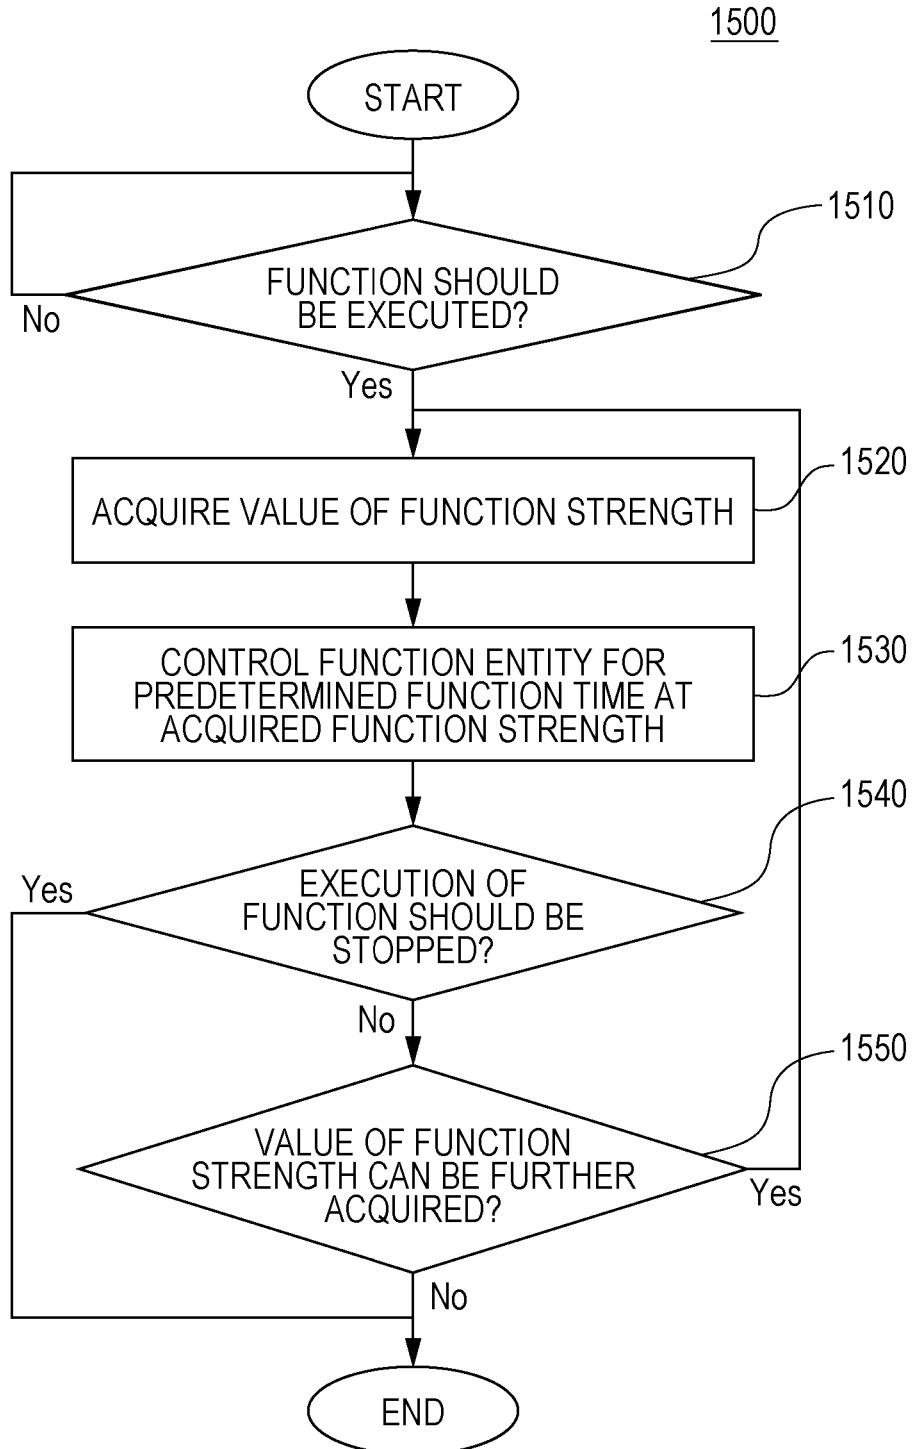 1500
START
1510
FUNCTION SHOULD
BE EXECUTED?
No
Yes
1520
ACQUIRE VALUE OF FUNCTION STRENGTH
1530
CONTROL FUNCTION ENTITY FOR
PREDETERMINED FUNCTION TIME AT
ACQUIRED FUNCTION STRENGTH
1540
Yes
EXECUTION OF
FUNCTION SHOULD BE
STOPPED?
No
1550
VALUE OF FUNCTION
STRENGTH CAN BE FURTHER
ACQUIRED?
Yes
No
END